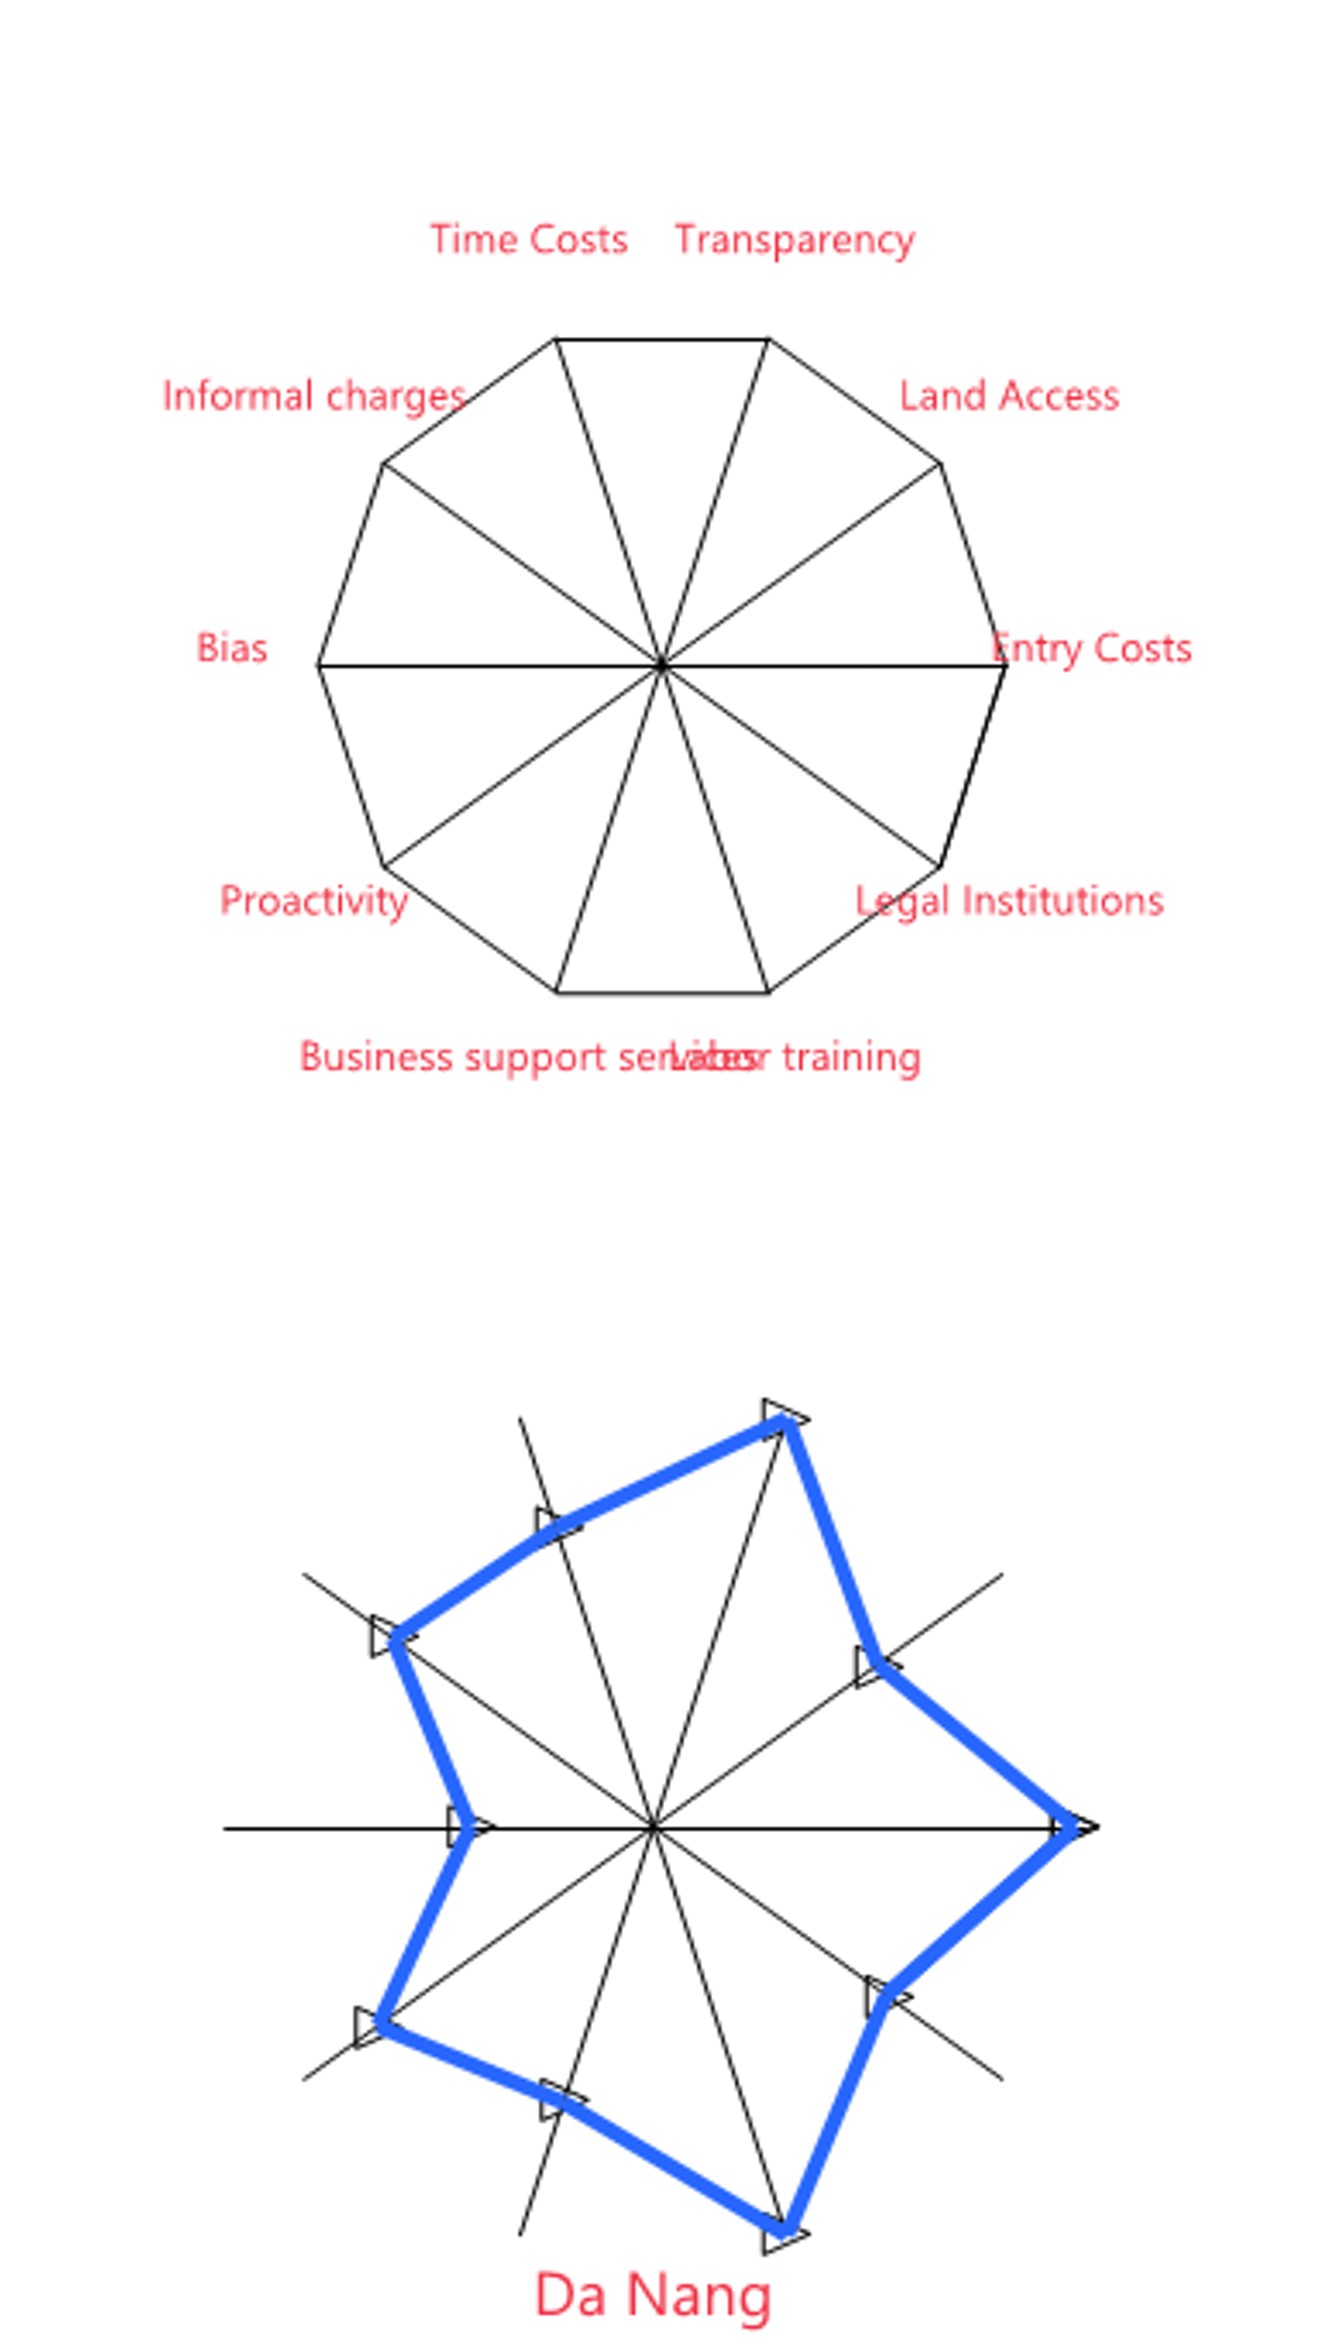 Time Costs Transparency
Informal charges Land Access
Bias Entry Costs
Proactivity Legal Institutions
Business support services Labor training
Da Nang